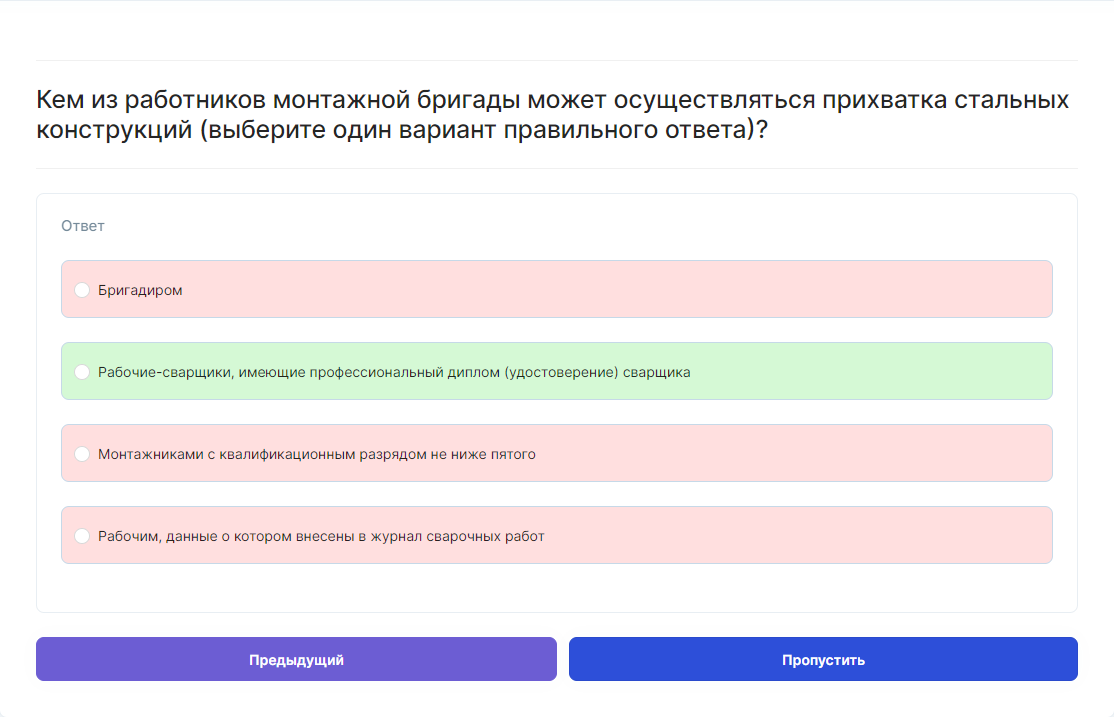 Кем из работников монтажной бригады может осуществляться прихватка стальных
конструкций (выберите один вариант правильного ответа)?
Ответ
Бригадиром
Рабочие-сварщики, имеющие профессиональный диплом (удостоверение) сварщика
Монтажниками с квалификационным разрядом не ниже пятого
Рабочим, данные о котором внесены в журнал сварочных работ
Предыдущий
Пропустить